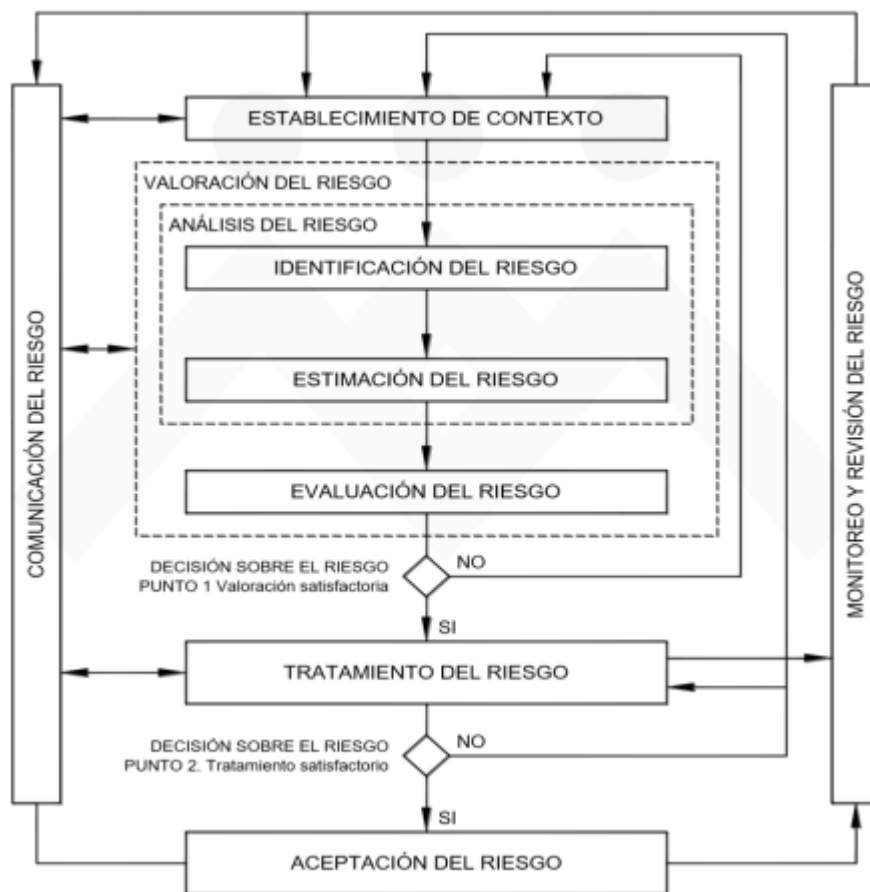 ESTABLECIMIENTO DE CONTEXTO
VALORACIÓN DEL RIESGO
ANÁLISIS DEL RIESGO
IDENTIFICACIÓN DEL RIESGO
ESTIMACIÓN DEL RIESGO
EVALUACIÓN DEL RIESGO
DECISIÓN SOBRE EL RIESGO
PUNTO 1 Valoración satisfactoria
NO
SI
TRATAMIENTO DEL RIESGO
DECISIÓN SOBRE EL RIESGO
PUNTO 2. Tratamiento satisfactorio
NO
SI
ACEPTACIÓN DEL RIESGO
COMUNICACIÓN DEL RIESGO
MONITOREO Y REVISIÓN DEL RIESGO